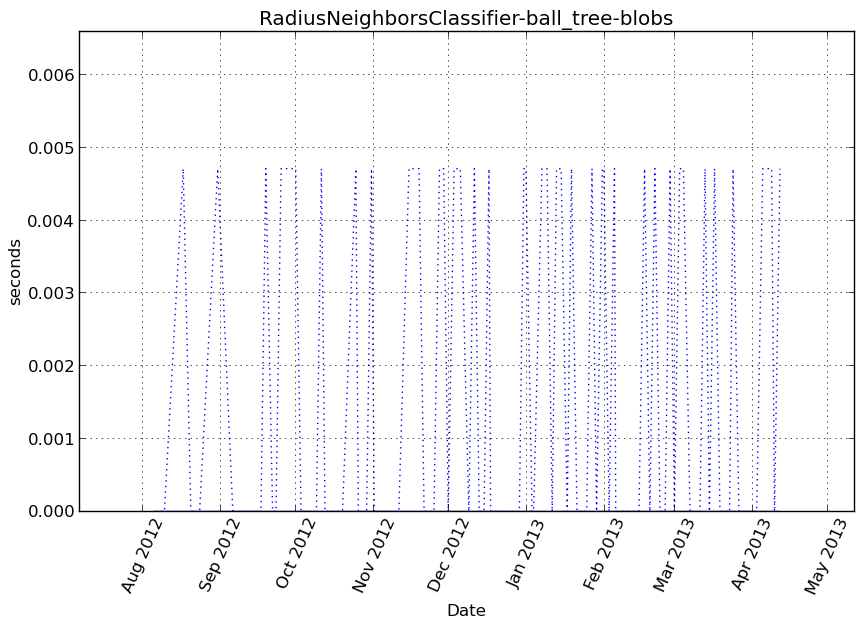 RadiusNeighborsClassifier-ball_tree-blobs
0.006
0.005
0.004
0.003
0.002
0.001
0.000
seconds
Aug 2012
Sep 2012
Oct 2012
Nov 2012
Dec 2012
Jan 2013
Feb 2013
Mar 2013
Apr 2013
May 2013
Date